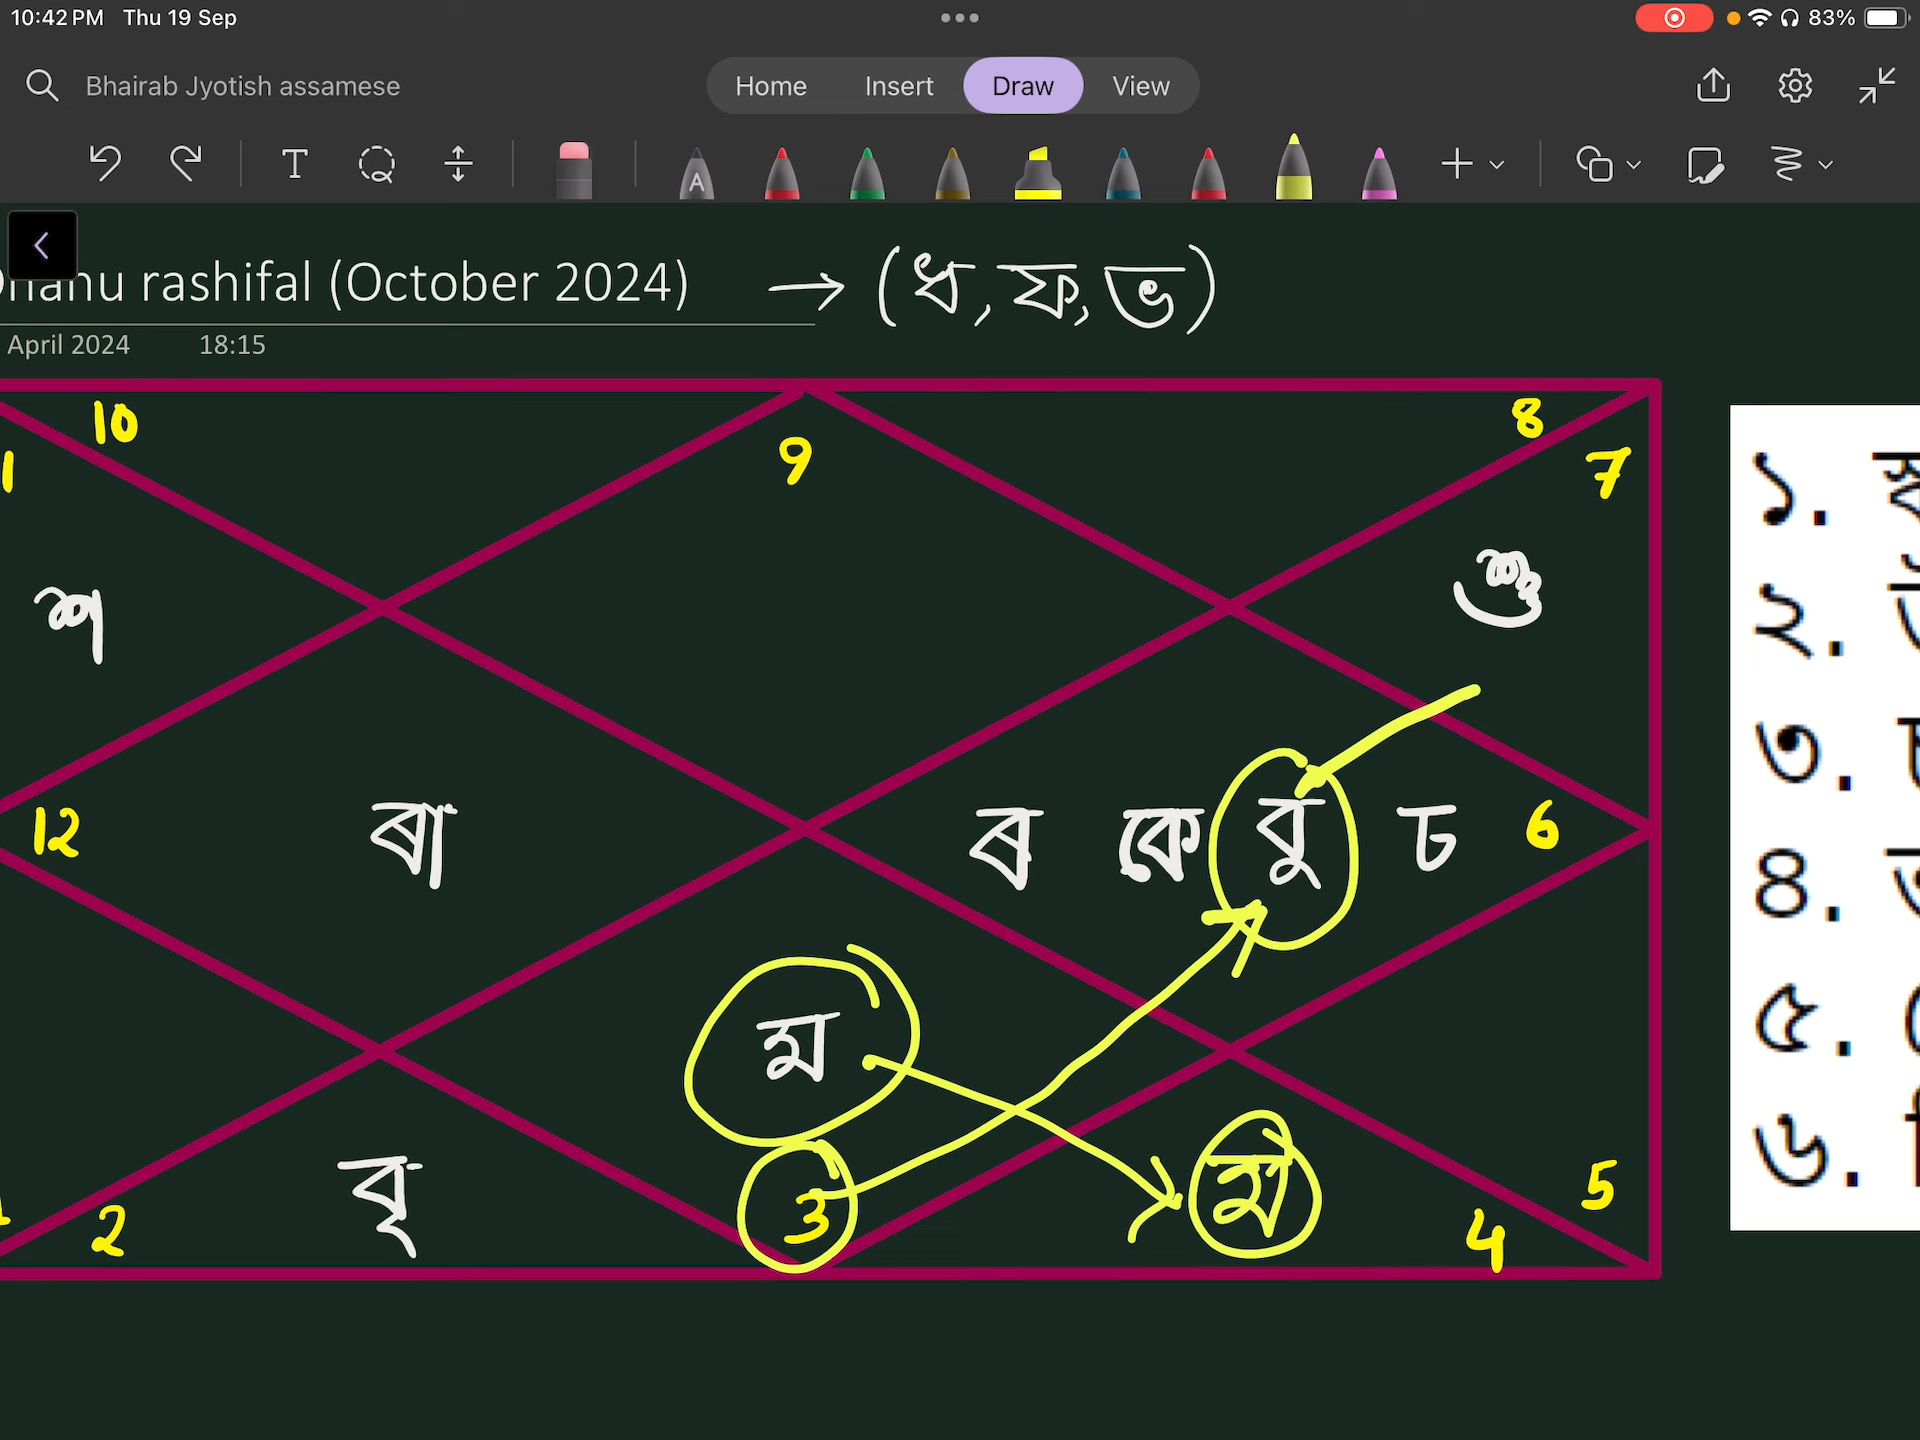 10:42 PM Thu 19 Sep
83%
Bhairab Jyotish assamese
Home Insert Draw View
T A
rashifal (October 2024) → (ধ, ফ, ভ)
April 2024 18:15
10 9 8
7
শ শু
12 ৰা ৰ কে বু চ 6
ম
ম
2 বৃ 3 4 5
১.
২.
৩.
৪.
৫.
৬.